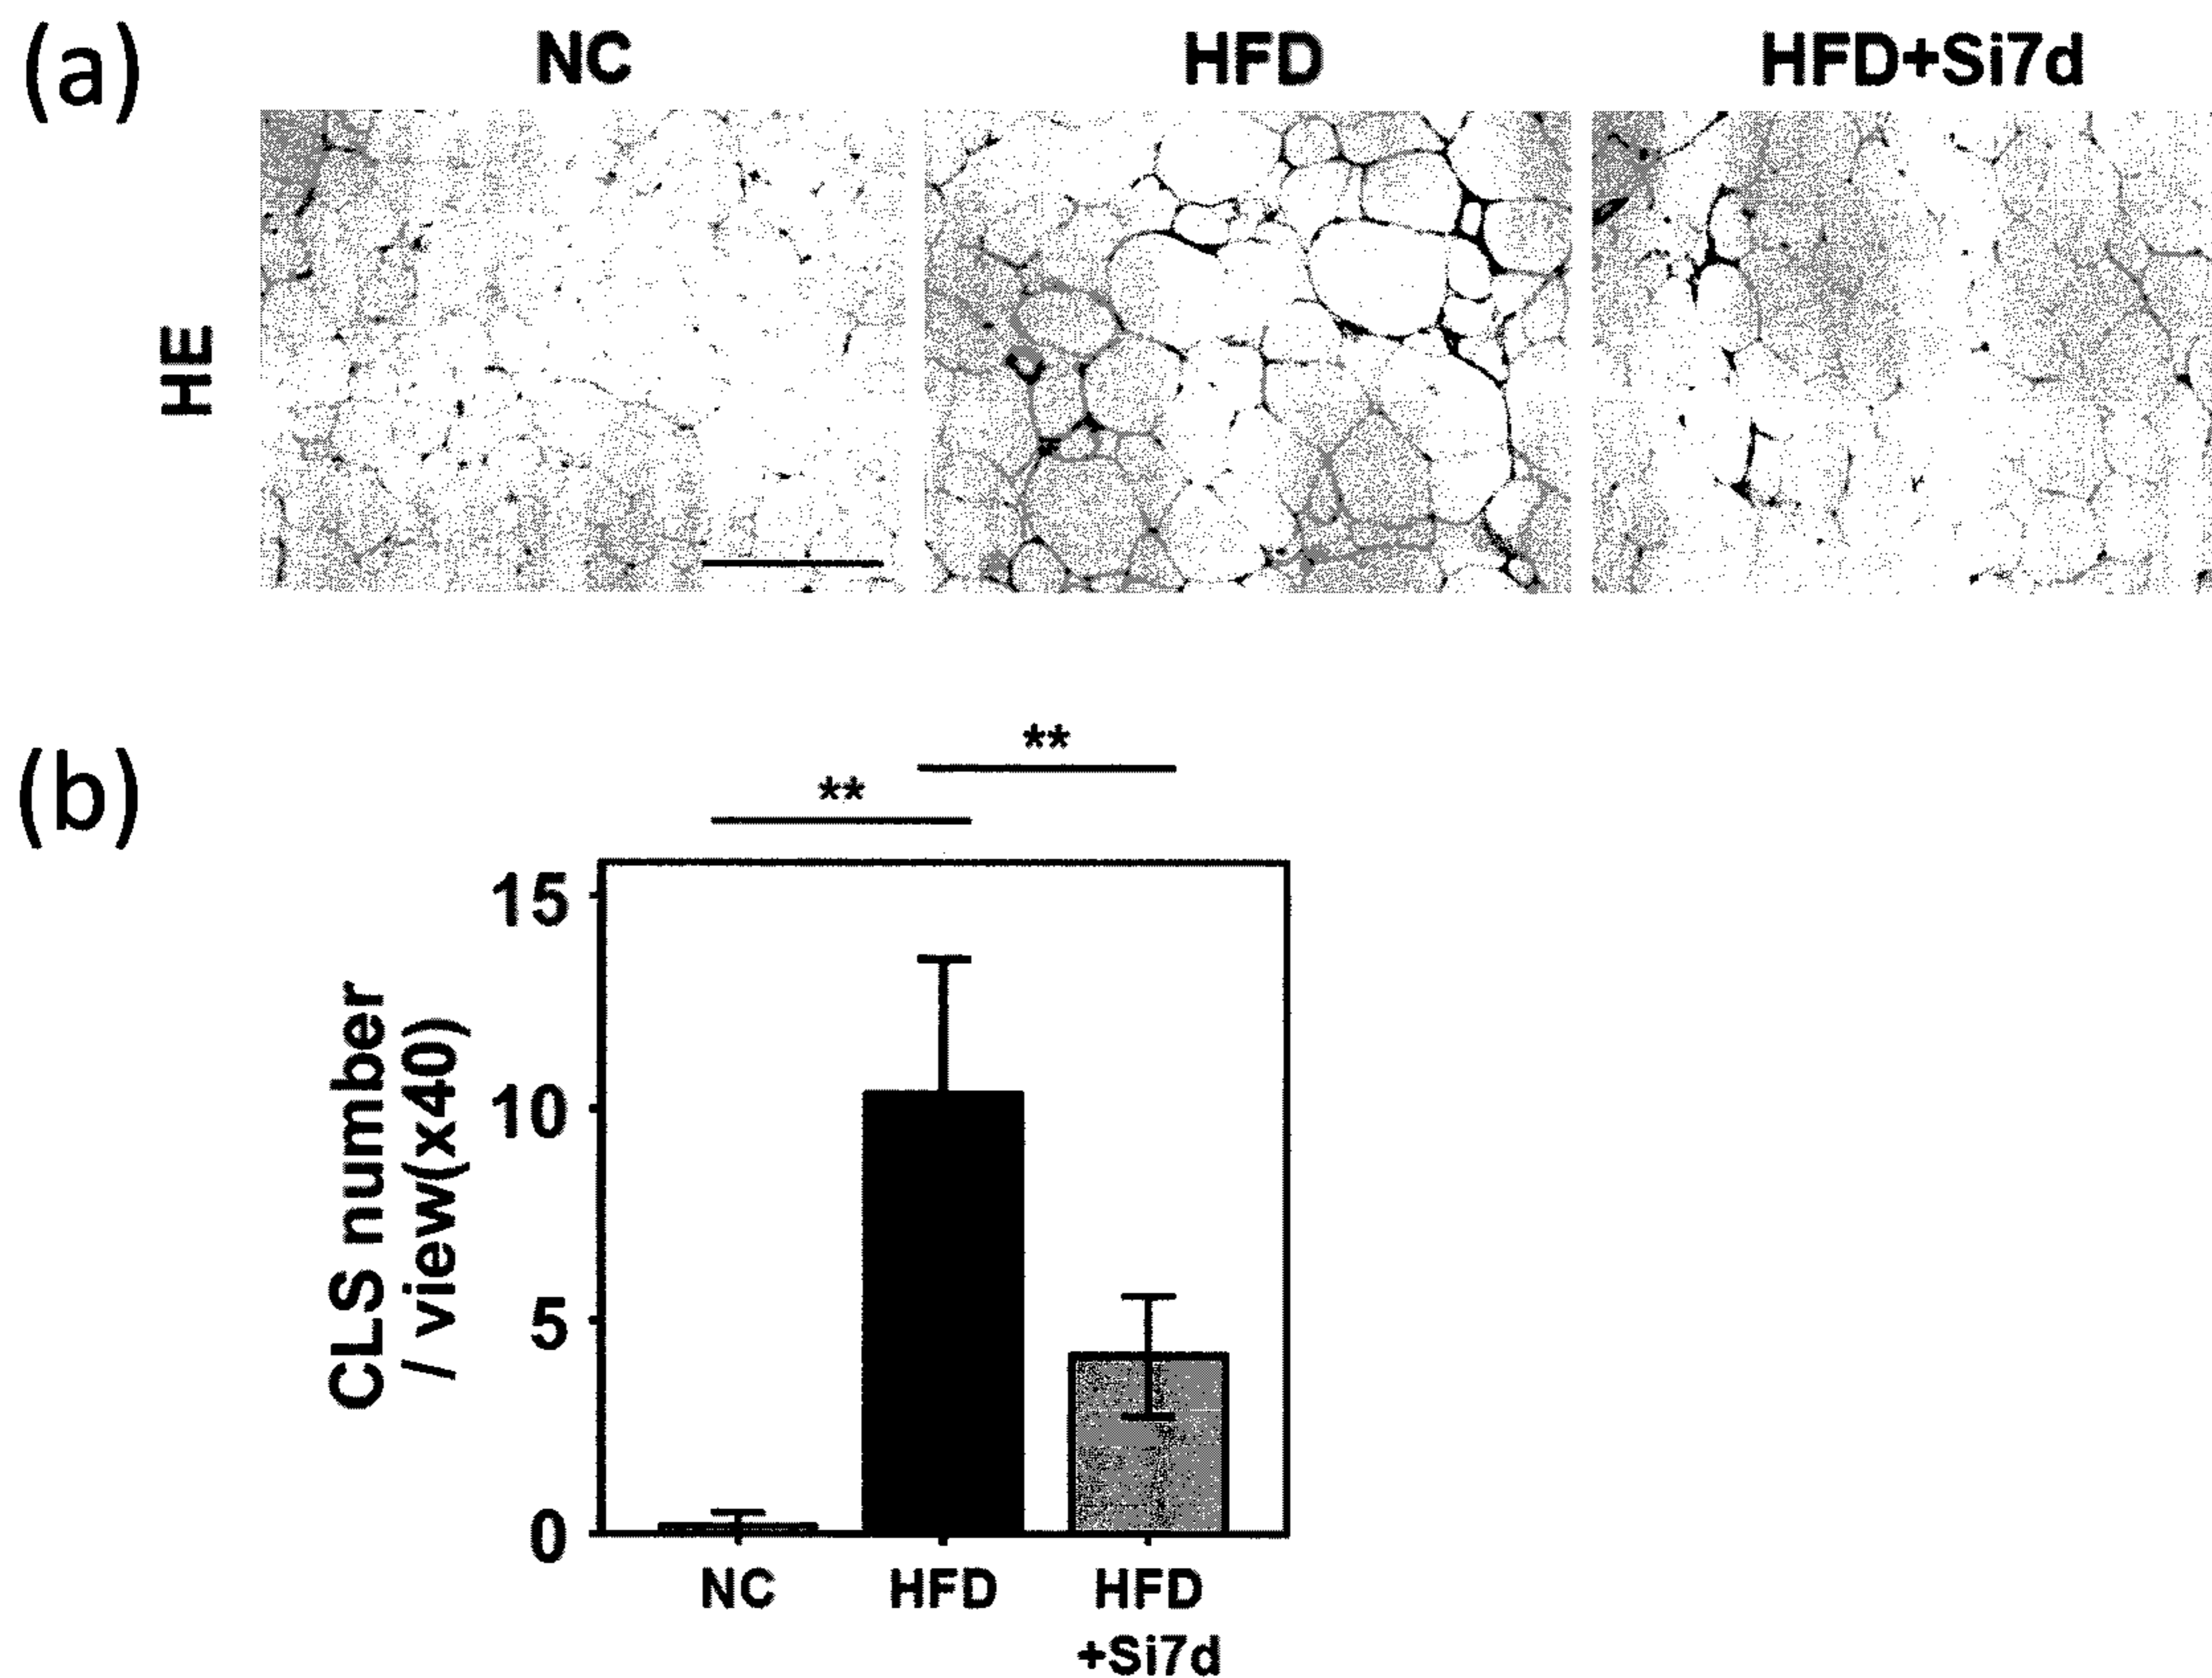 (a)
NC
HFD
HFD+Si7d
HE
(b)
**
**
15
10
5
0
CLS number
/ view(x40)
NC
HFD
HFD
+Si7d